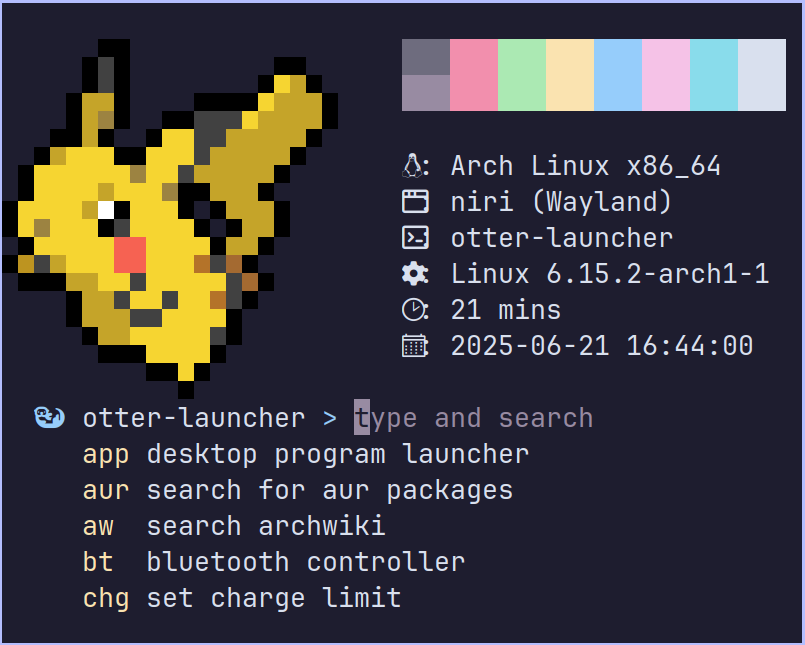 : Arch Linux x86_64
: niri (Wayland)
: otter-launcher
: Linux 6.15.2-arch1-1
: 21 mins
: 2025-06-21 16:44:00
otter-launcher > type and search
app desktop program launcher
aur search for aur packages
aw search archwiki
bt bluetooth controller
chg set charge limit